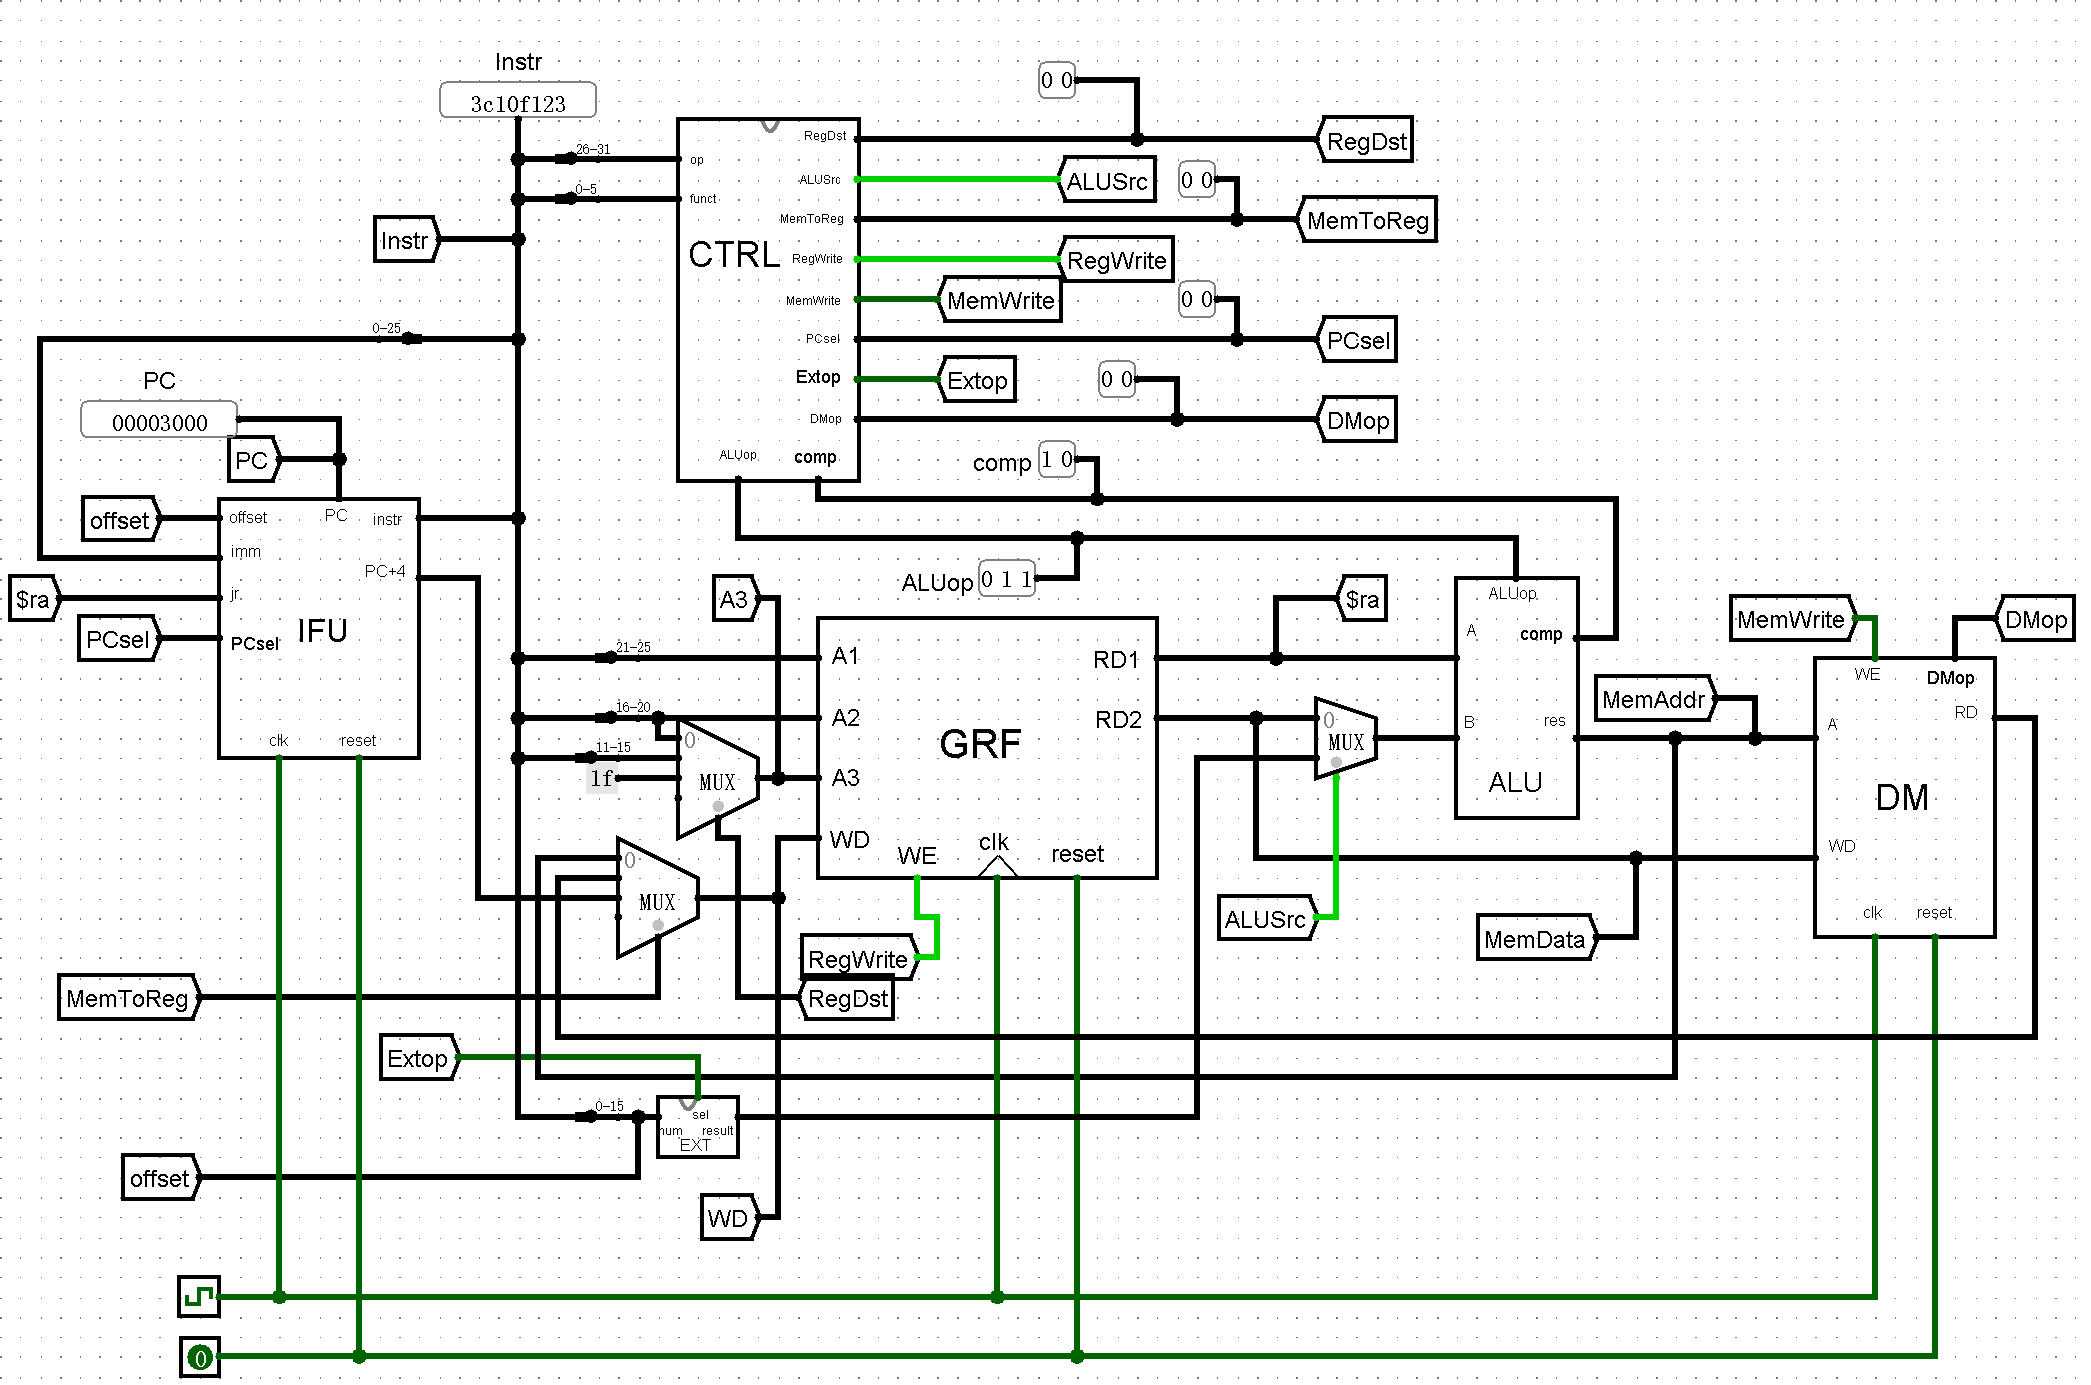 Instr
3c10f123
0 0
RegDst
RegDst
26-31
op
ALUSrc
ALUSrc
0 0
0-5
funct
MemToReg
MemToReg
Instr
CTRL
RegWrite
RegWrite
MemWrite
MemWrite
0 0
0-25
PCsel
PCsel
PC
Extop
Extop
0 0
00003000
DMop
DMop
PC
ALUop
comp
comp
1 0
offset
offset
PC
instr
imm
PC+4
ALUop
0 1 1
$ra
jr
A3
$ra
ALUop
MemWrite
DMop
PCsel
PCsel
IFU
21-25
A1
RD1
A
comp
WE
DMop
MemAddr
16-20
A2
RD2
0
B
res
A
RD
clk
reset
0
11-15
GRF
MUX
1f
MUX
A3
ALU
DM
WD
clk
WE
reset
WD
0
MUX
ALUSrc
clk
reset
MemData
RegWrite
MemToReg
RegDst
Extop
0-15
sel
num
result
EXT
offset
WD
0